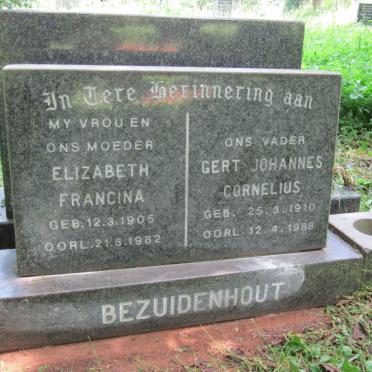 In Tere Herinnering aan
MY VROU EN
ONS MOEDER
ELIZABETH
FRANCINA
GEB. 12.3.1905
OORL. 21.8.1982
ONS VADER
GERT JOHANNES
CORNELIUS
GEB. 25.3.1910
OORL. 12.4.1988
BEZUIDENHOUT